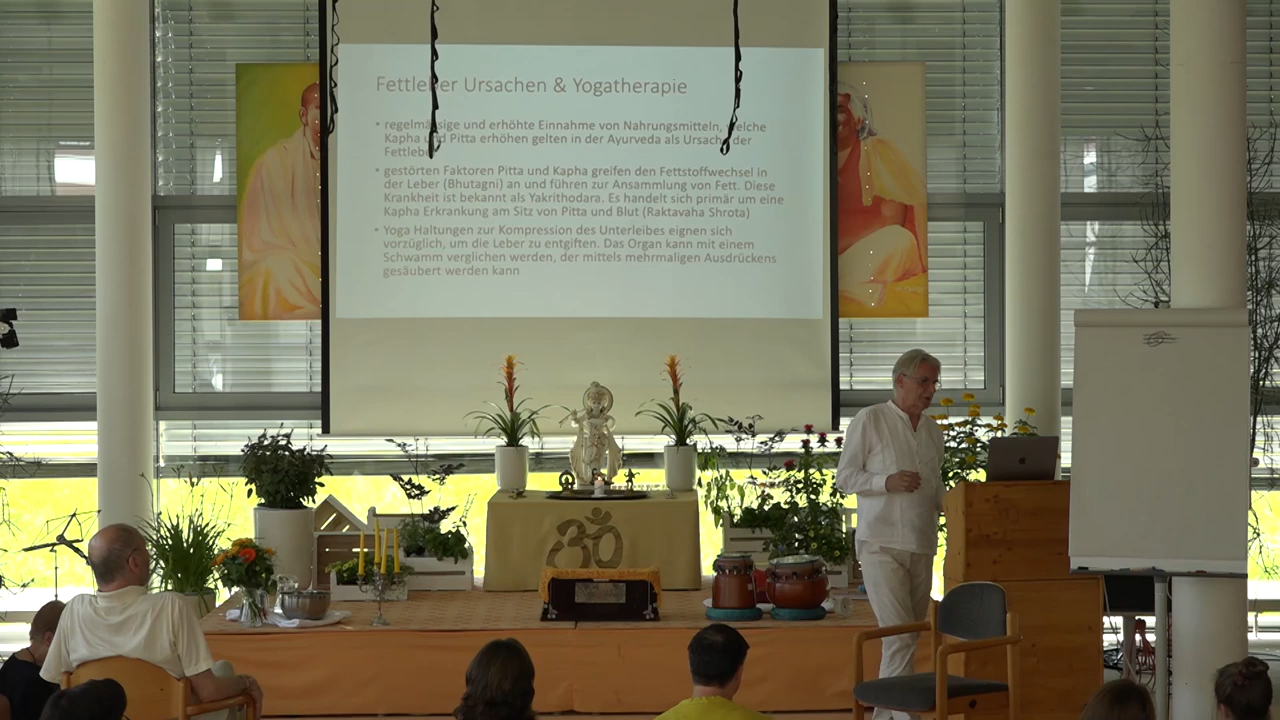 Fettleber Ursachen & Yogatherapie
• regelmässige und erhöhte Einnahme von Nahrungsmitteln, welche
Kapha und Pitta erhöhen gelten in der Ayurveda als Ursache der
Fettleber
• gestörten Faktoren Pitta und Kapha greifen den Fettstoffwechsel in
der Leber (Bhutagni) an und führen zur Ansammlung von Fett. Diese
Krankheit ist bekannt als Yakrithodara. Es handelt sich primär um eine
Kapha Erkrankung am Sitz von Pitta und Blut (Raktavaha Shrota)
• Yoga Haltungen zur Kompression des Unterleibes eignen sich
vorzüglich, um die Leber zu entgiften. Das Organ kann mit einem
Schwamm verglichen werden, der mittels mehrmaligen Ausdrückens
gesäubert werden kann
ॐ